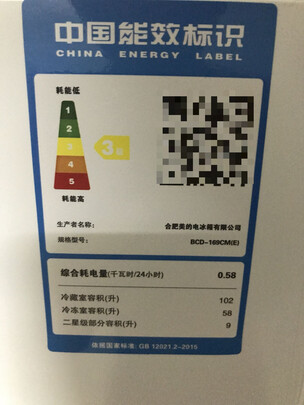 中国能效标识
CHINA ENERGY LABEL
耗能低
1
2
3
4
5
3级
耗能高
生产者名称： 合肥美的电冰箱有限公司
规格型号： BCD-169CM(E)
综合耗电量(千瓦时/24小时) 0.58
冷藏室容积(升) 102
冷冻室容积(升) 58
二星级部分容积(升) 9
依据国家标准: GB 12021.2-2015